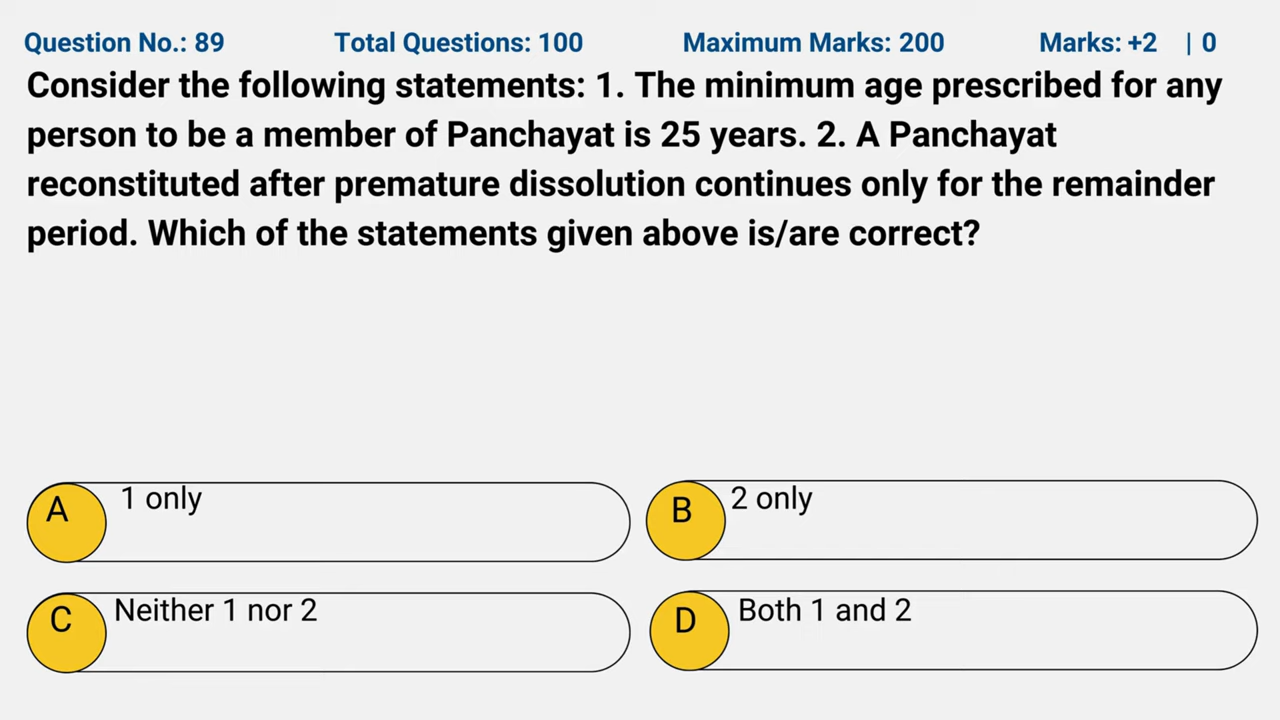 Question No.: 89 Total Questions: 100 Maximum Marks: 200 Marks: +2 | 0
Consider the following statements: 1. The minimum age prescribed for any
person to be a member of Panchayat is 25 years. 2. A Panchayat
reconstituted after premature dissolution continues only for the remainder
period. Which of the statements given above is/are correct?
A 1 only
B 2 only
C Neither 1 nor 2
D Both 1 and 2